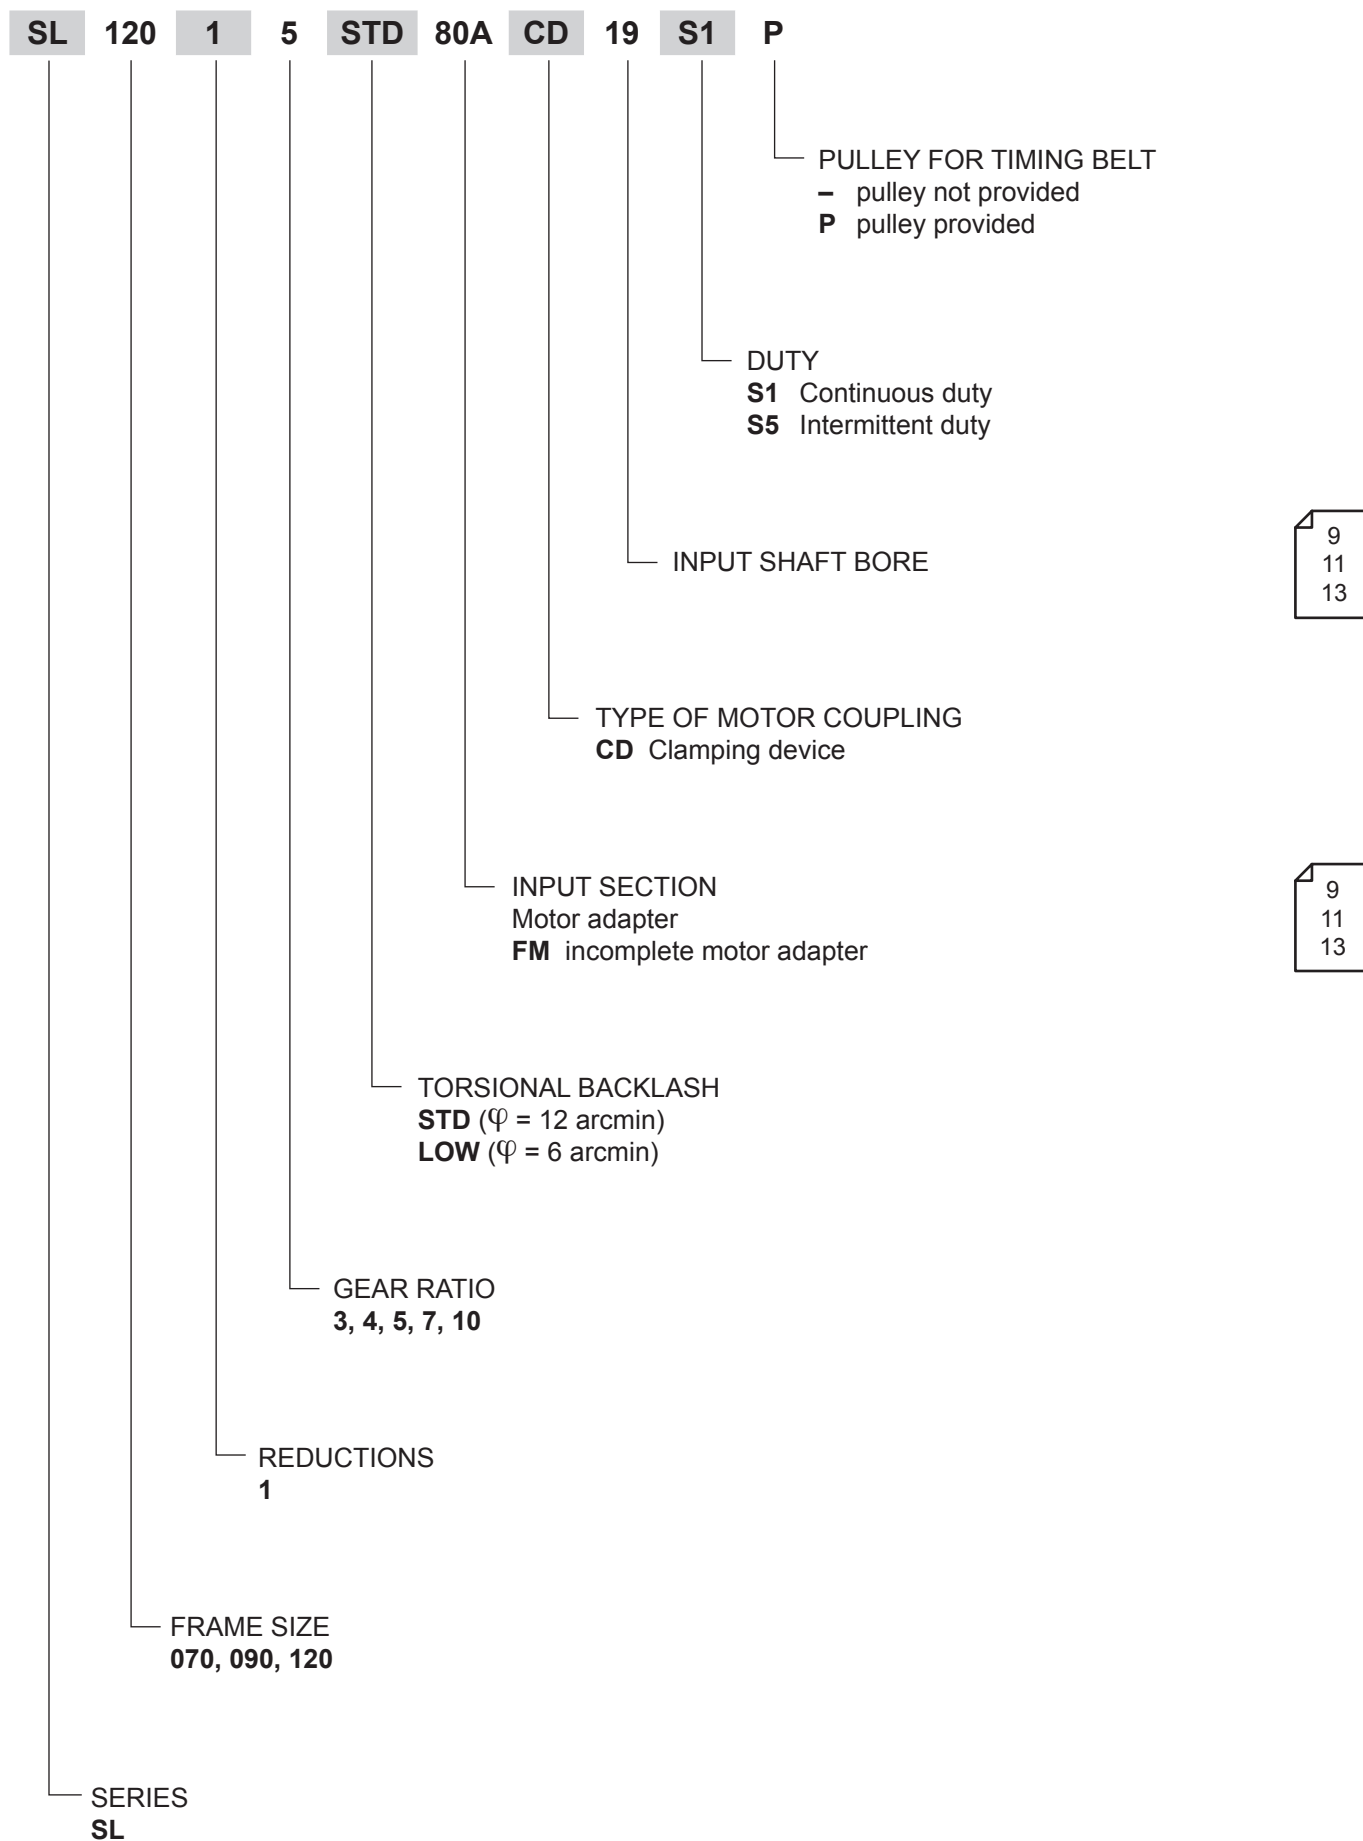 SL 120 1 5 STD 80A CD 19 S1 P
PULLEY FOR TIMING BELT
– pulley not provided
P pulley provided
DUTY
S1 Continuous duty
S5 Intermittent duty
INPUT SHAFT BORE
9
11
13
TYPE OF MOTOR COUPLING
CD Clamping device
INPUT SECTION
Motor adapter
FM incomplete motor adapter
9
11
13
TORSIONAL BACKLASH
STD (φ = 12 arcmin)
LOW (φ = 6 arcmin)
GEAR RATIO
3, 4, 5, 7, 10
REDUCTIONS
1
FRAME SIZE
070, 090, 120
SERIES
SL